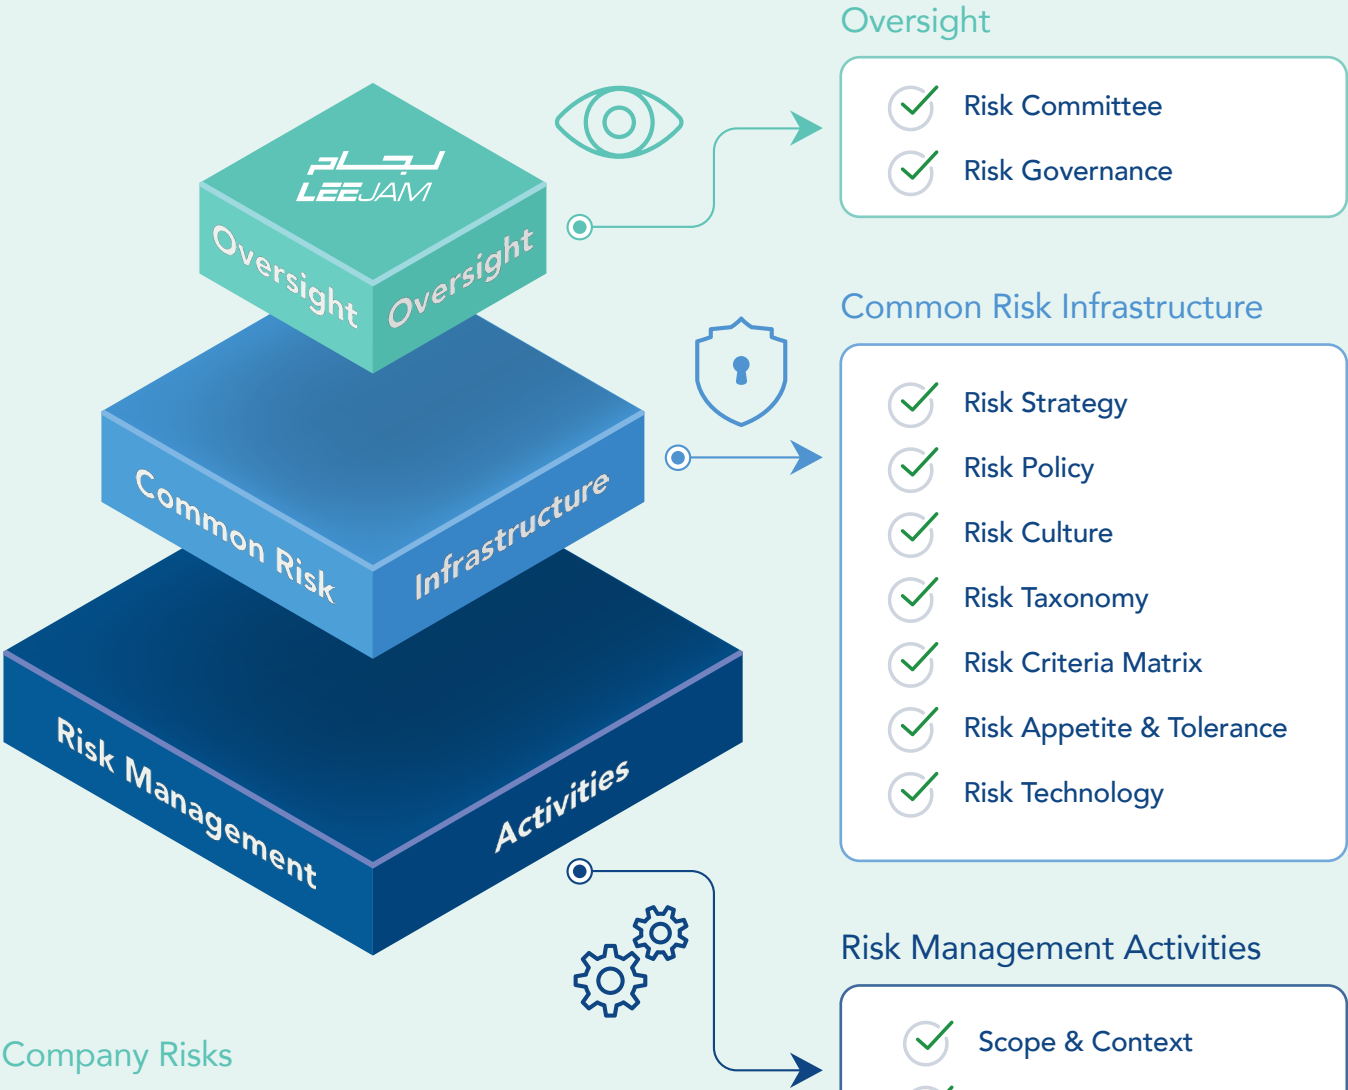 لـجـام
LEEJAM
Oversight
Oversight
Common Risk
Infrastructure
Risk Management
Activities
Oversight
Risk Committee
Risk Governance
Common Risk Infrastructure
Risk Strategy
Risk Policy
Risk Culture
Risk Taxonomy
Risk Criteria Matrix
Risk Appetite & Tolerance
Risk Technology
Risk Management Activities
Scope & Context
Company Risks